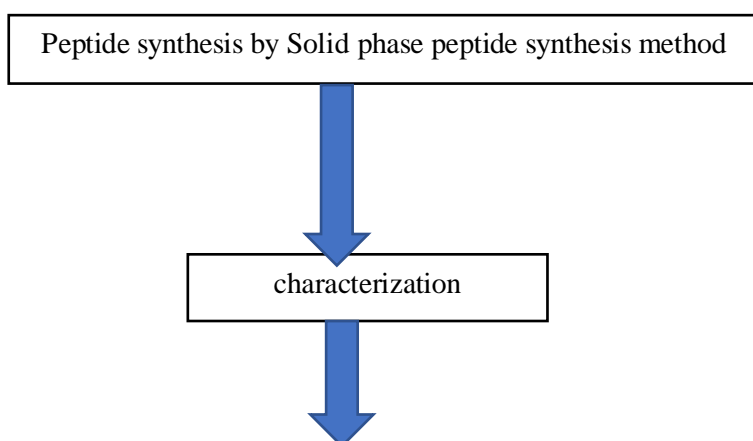 Peptide synthesis by Solid phase peptide synthesis method
characterization